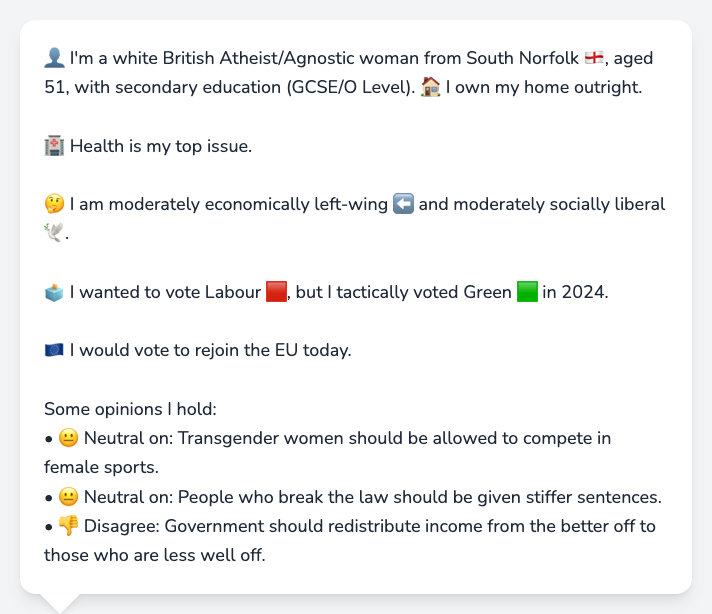 👤 I'm a white British Atheist/Agnostic woman from South Norfolk 🏴󠁧󠁢󠁥󠁮󠁧󠁿, aged
51, with secondary education (GCSE/O Level). 🏠 I own my home outright.
🏥 Health is my top issue.
🤔 I am moderately economically left-wing ⬅️ and moderately socially liberal
🕊️.
🗳️ I wanted to vote Labour 🟥, but I tactically voted Green 🟩 in 2024.
🇪🇺 I would vote to rejoin the EU today.
Some opinions I hold:
• 😐 Neutral on: Transgender women should be allowed to compete in
female sports.
• 😐 Neutral on: People who break the law should be given stiffer sentences.
• 👎 Disagree: Government should redistribute income from the better off to
those who are less well off.